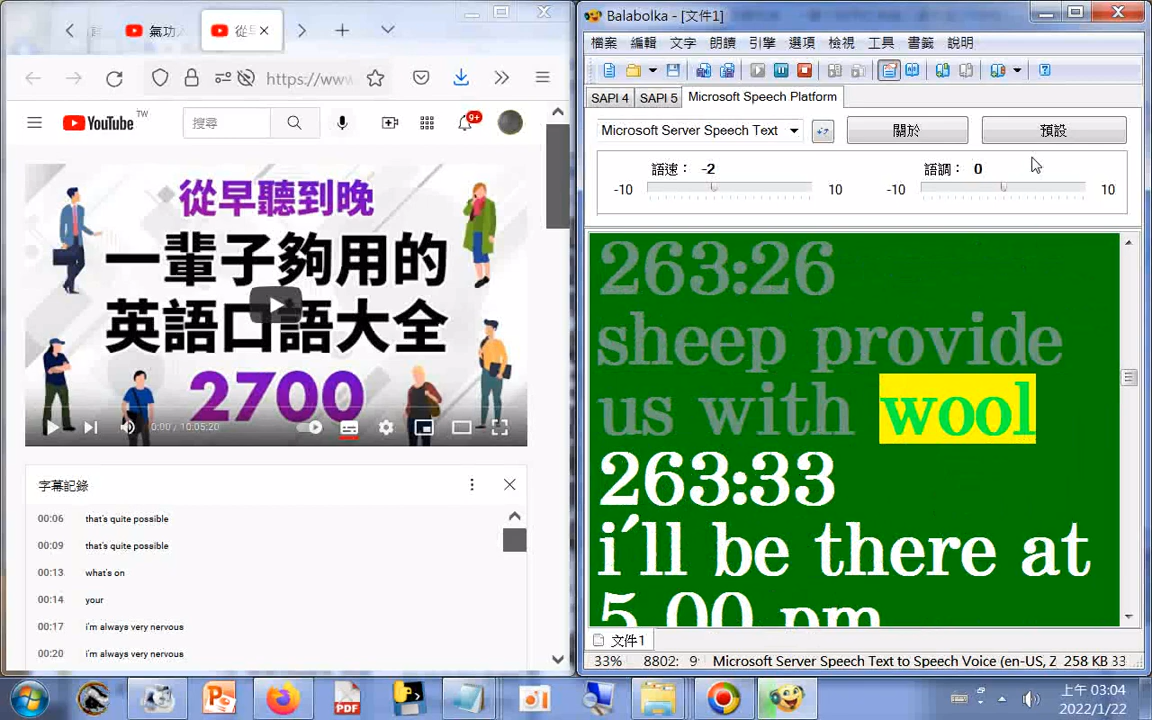 氣功
從
https://www
YouTube TW
搜尋
9+
從早聽到晚
一輩子夠用的
英語口語大全
2700
0:00 / 10:05:20
字幕記錄
00:06 that's quite possible
00:09 that's quite possible
00:13 what's on
00:14 your
00:17 i'm always very nervous
00:20 i'm always very nervous
Balabolka - [文件1]
檔案 編輯 文字 朗讀 引擎 選項 檢視 工具 書籤 說明
SAPI 4 SAPI 5 Microsoft Speech Platform
Microsoft Server Speech Text
關於
預設
語速： -2
-10 10
語調： 0
-10 10
263:26
sheep provide
us with wool
263:33
i´ll be there at
5.00 pm
文件1
33% 8802: 9 Microsoft Server Speech Text to Speech Voice (en-US, Z 258 KB 33
PDF
上午 03:04
2022/1/22